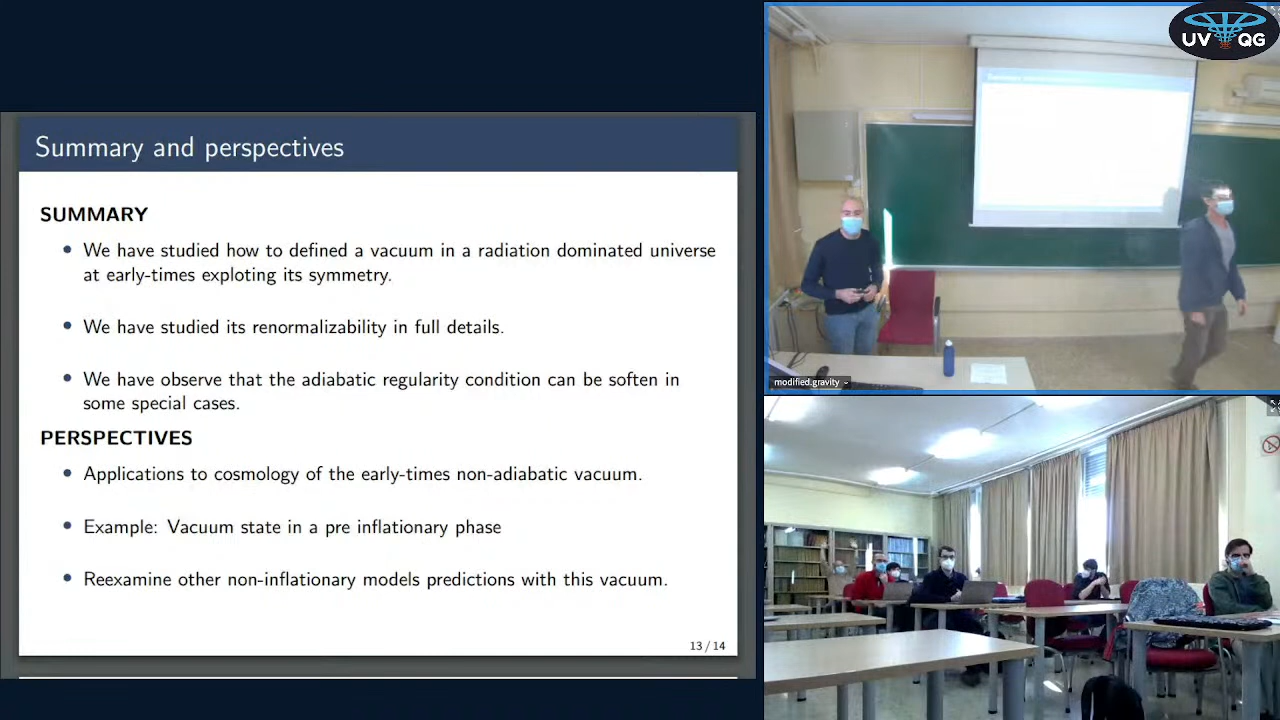 Summary and perspectives
SUMMARY
We have studied how to defined a vacuum in a radiation dominated universe
at early-times exploting its symmetry.
We have studied its renormalizability in full details.
We have observe that the adiabatic regularity condition can be soften in
some special cases.
PERSPECTIVES
Applications to cosmology of the early-times non-adiabatic vacuum.
Example: Vacuum state in a pre inflationary phase
Reexamine other non-inflationary models predictions with this vacuum.
13 / 14
UV QG
modified.gravity